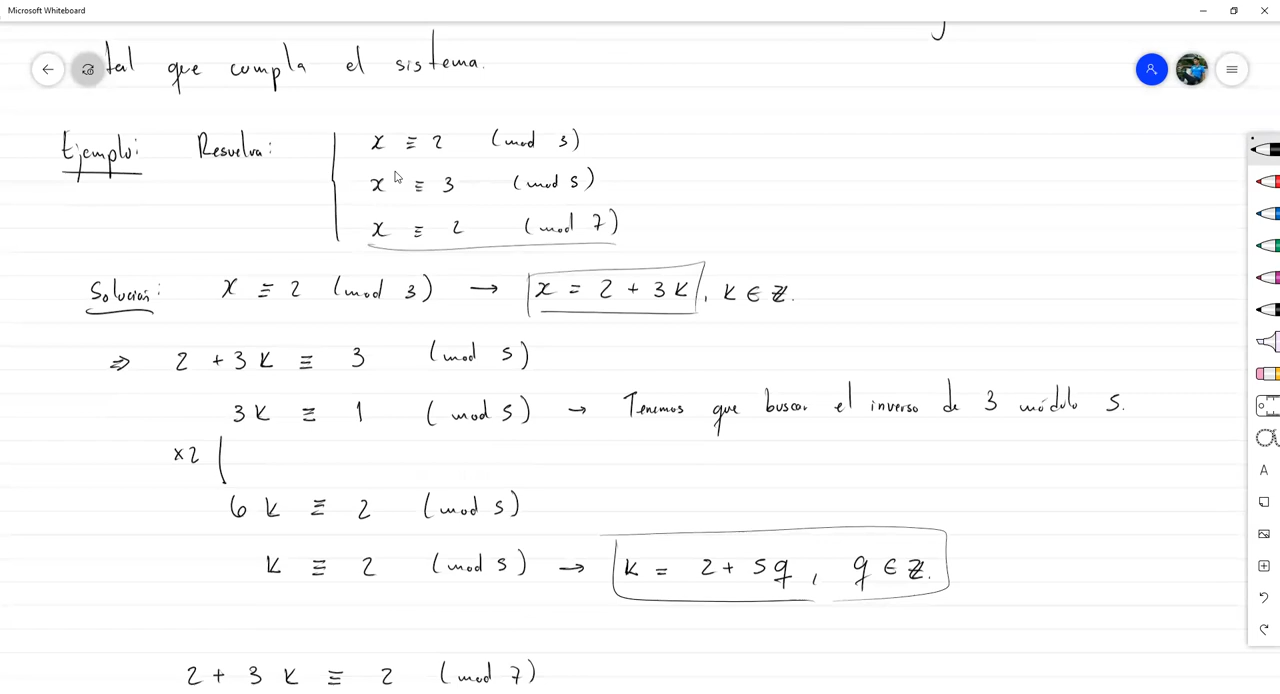 Microsoft Whiteboard
tal que cumpla el sistema.
Ejemplo: Resuelva:
x ≡ 2 (mod 3)
x ≡ 3 (mod 5)
x ≡ 2 (mod 7)
Solución: x ≡ 2 (mod 3) → x = 2 + 3k, k ∈ ℤ.
⇒ 2 + 3k ≡ 3 (mod 5)
3k ≡ 1 (mod 5) → Tenemos que buscar el inverso de 3 módulo 5.
x2
6k ≡ 2 (mod 5)
k ≡ 2 (mod 5) → k = 2 + 5q, q ∈ ℤ.
2 + 3k ≡ 2 (mod 7)
A